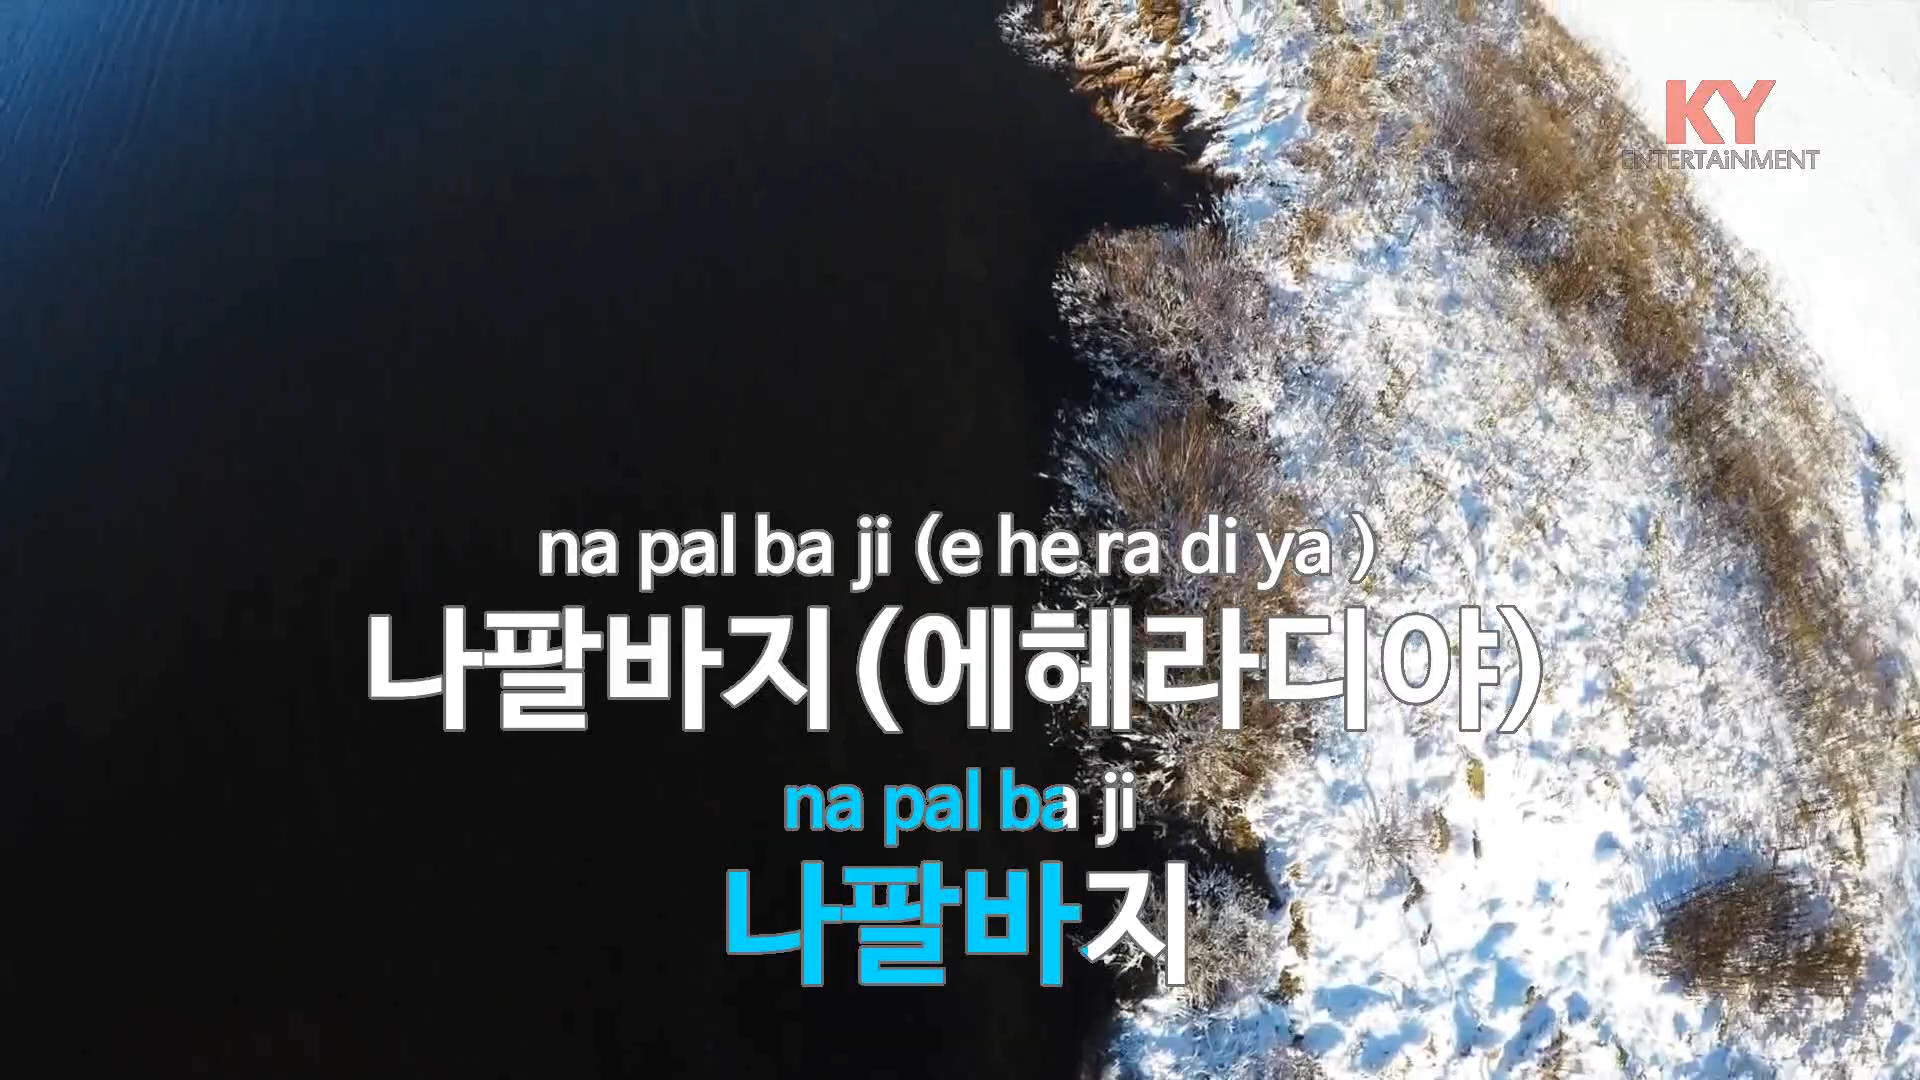 KY
ENTERTAiNMENT
na pal ba ji (e he ra di ya )
나팔바지(에헤라디야)
na pal ba ji
나팔바지